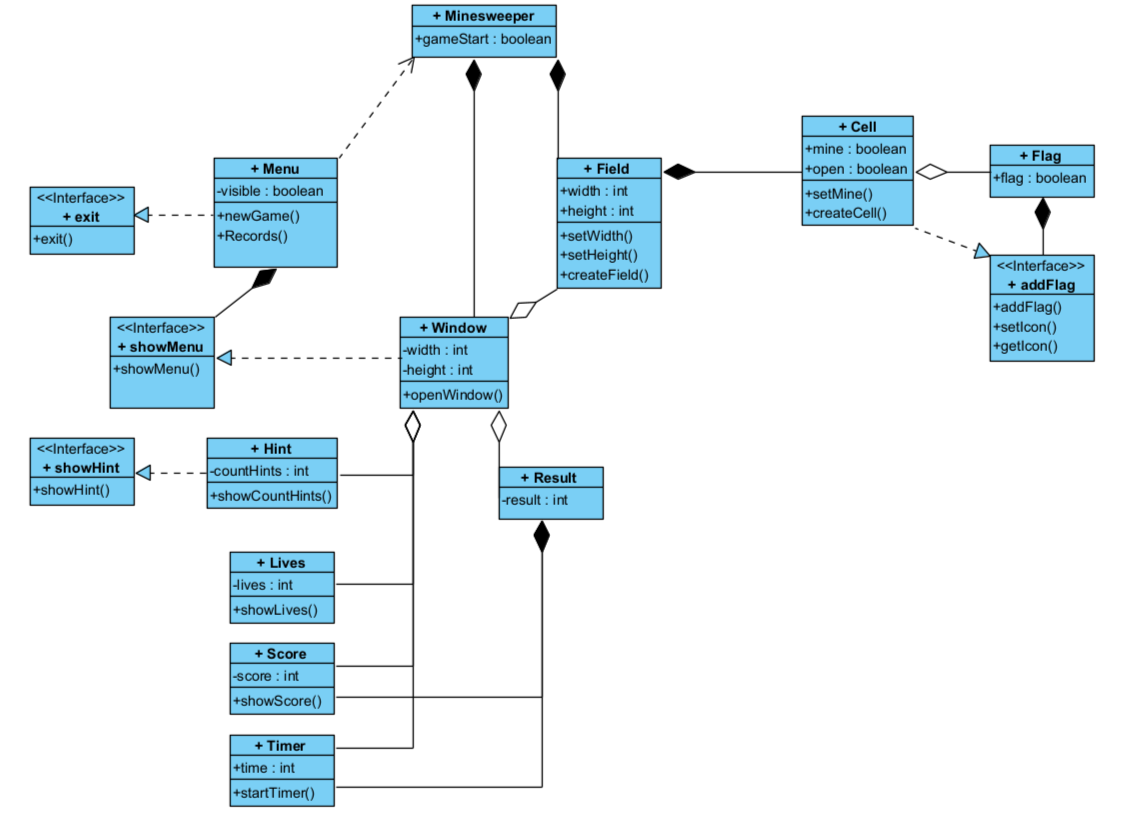 + Minesweeper
+gameStart : boolean
+ Menu
-visible : boolean
+newGame()
+Records()
<<Interface>>
+ exit
+exit()
+ Field
+width : int
+height : int
+setWidth()
+setHeight()
+createField()
+ Cell
+mine : boolean
+open : boolean
+setMine()
+createCell()
+ Flag
+flag : boolean
<<Interface>>
+ addFlag
+addFlag()
+setIcon()
+getIcon()
<<Interface>>
+ showMenu
+showMenu()
+ Window
-width : int
-height : int
+openWindow()
<<Interface>>
+ showHint
+showHint()
+ Hint
-countHints : int
+showCountHints()
+ Result
-result : int
+ Lives
-lives : int
+showLives()
+ Score
-score : int
+showScore()
+ Timer
+time : int
+startTimer()